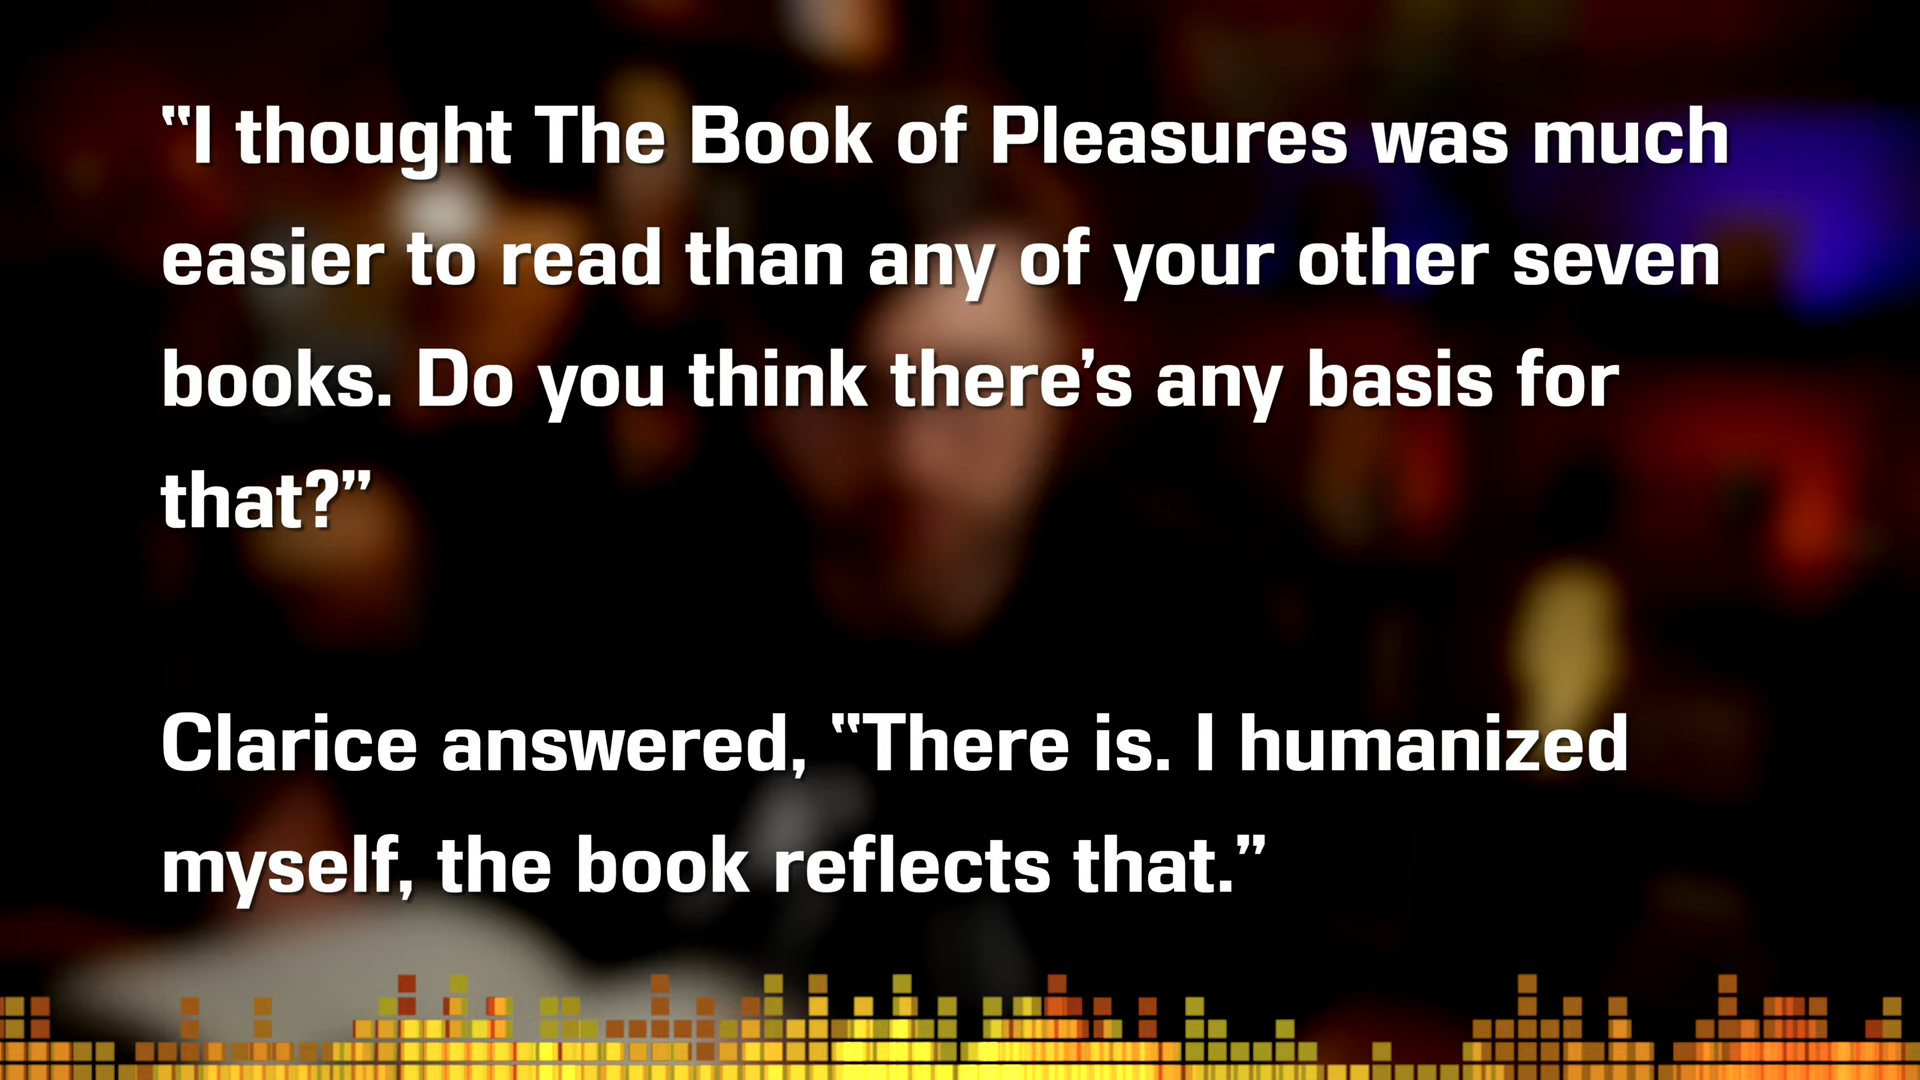 “I thought The Book of Pleasures was much
easier to read than any of your other seven
books. Do you think there’s any basis for
that?”
Clarice answered, “There is. I humanized
myself, the book reflects that.”